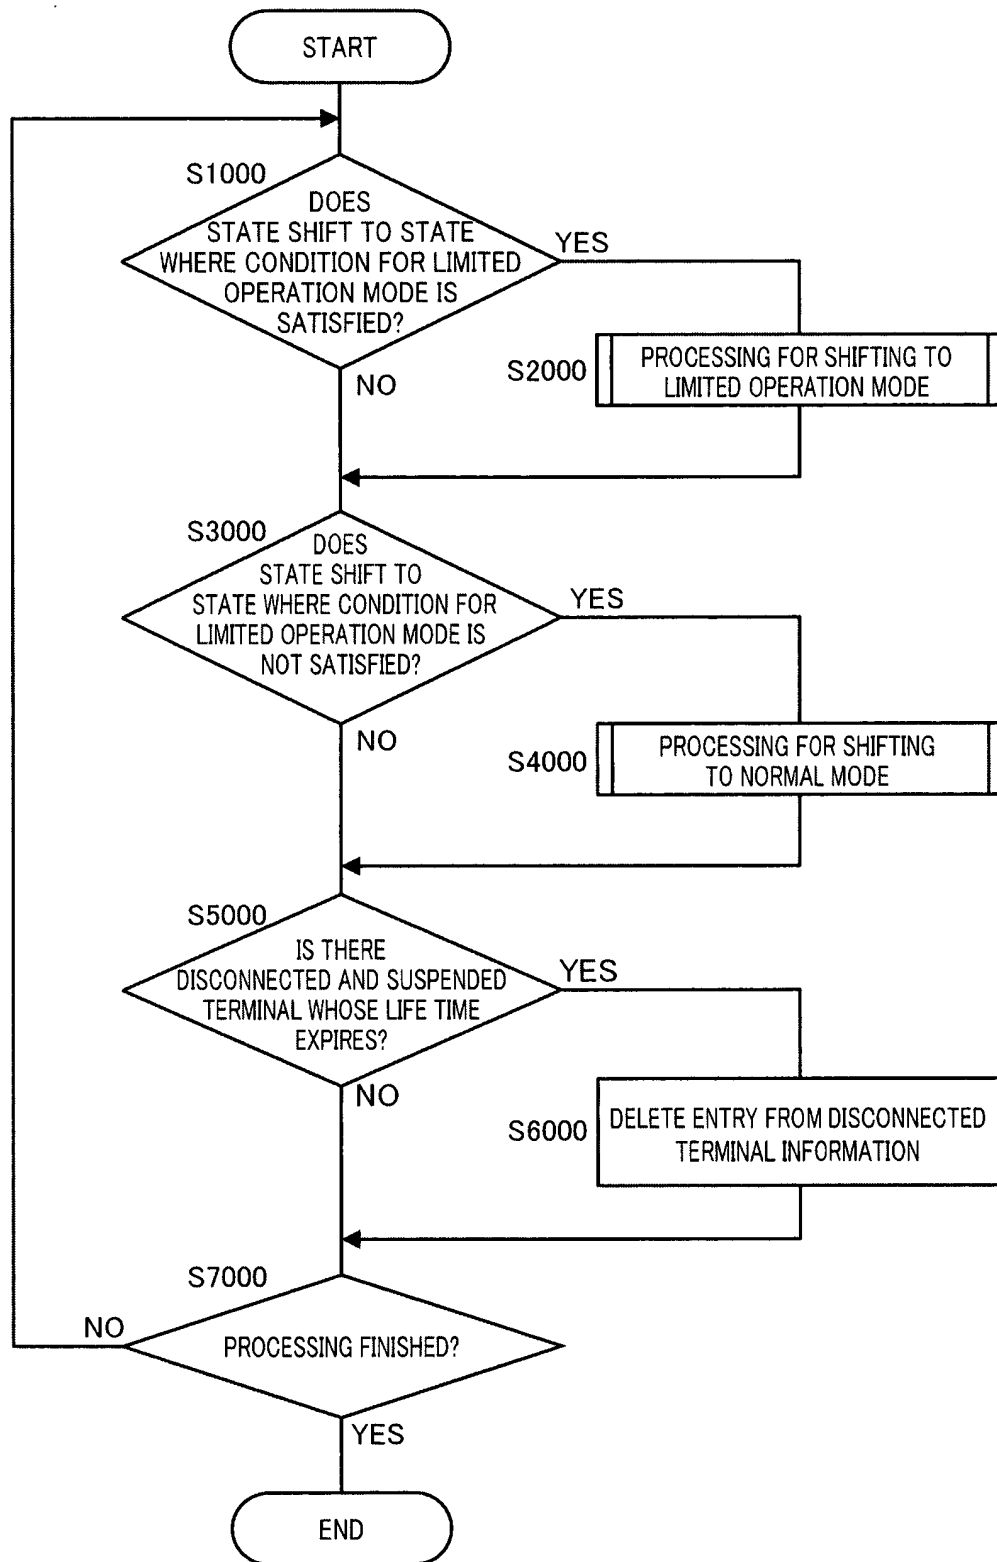 START
S1000
DOES
STATE SHIFT TO STATE
WHERE CONDITION FOR LIMITED
OPERATION MODE IS
SATISFIED?
YES
NO
S2000
PROCESSING FOR SHIFTING TO
LIMITED OPERATION MODE
S3000
DOES
STATE SHIFT TO
STATE WHERE CONDITION FOR
LIMITED OPERATION MODE IS
NOT SATISFIED?
YES
NO
S4000
PROCESSING FOR SHIFTING
TO NORMAL MODE
S5000
IS THERE
DISCONNECTED AND SUSPENDED
TERMINAL WHOSE LIFE TIME
EXPIRES?
YES
NO
S6000
DELETE ENTRY FROM DISCONNECTED
TERMINAL INFORMATION
S7000
NO
PROCESSING FINISHED?
YES
END